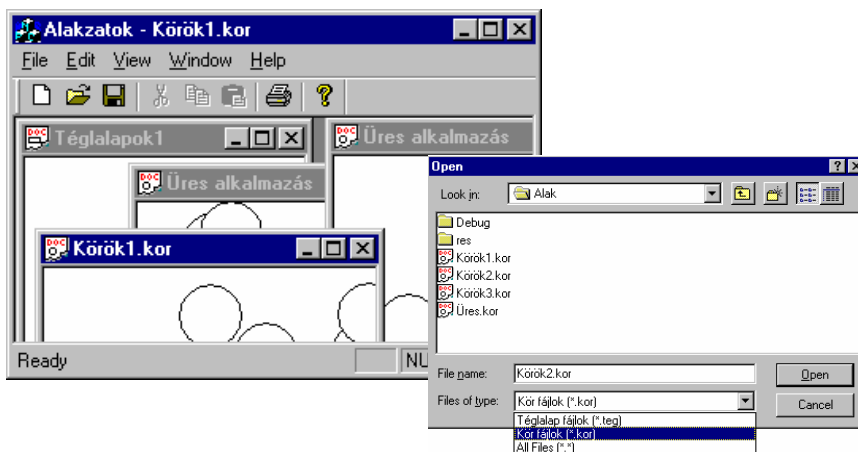 Alakzatok - Körök1.kor
File Edit View Window Help
Téglalapok1
Üres alkalmazás
Üres alkalmazás
Körök1.kor
Ready
NU
Open
Look in:
Alak
Debug
res
Körök1.kor
Körök2.kor
Körök3.kor
Üres.kor
File name:
Körök2.kor
Open
Files of type:
Kör fájlok (*.kor)
Cancel
Téglalap fájlok (*.teg)
Kör fájlok (*.kor)
All Files (*.*)